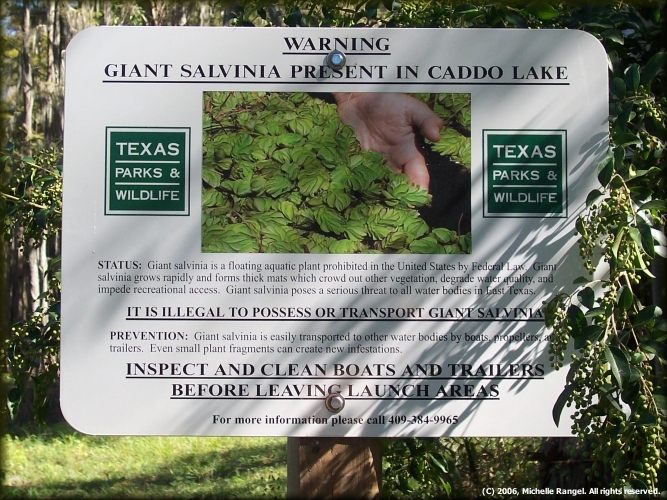 WARNING
GIANT SALVINIA PRESENT IN CADDO LAKE
TEXAS
PARKS &
WILDLIFE
TEXAS
PARKS &
WILDLIFE
STATUS: Giant salvinia is a floating aquatic plant prohibited in the United States by Federal Law. Giant
salvinia grows rapidly and forms thick mats which crowd out other vegetation, degrade water quality, and
impede recreational access. Giant salvinia poses a serious threat to all water bodies in East Texas.
IT IS ILLEGAL TO POSSESS OR TRANSPORT GIANT SALVINIA
PREVENTION: Giant salvinia is easily transported to other water bodies by boats, propellers,
trailers. Even small plant fragments can create new infestations.
INSPECT AND CLEAN BOATS AND TRAILERS
BEFORE LEAVING LAUNCH AREAS
For more information please call 409-384-9965
(C) 2006, Michelle Rangel. All rights reserved.